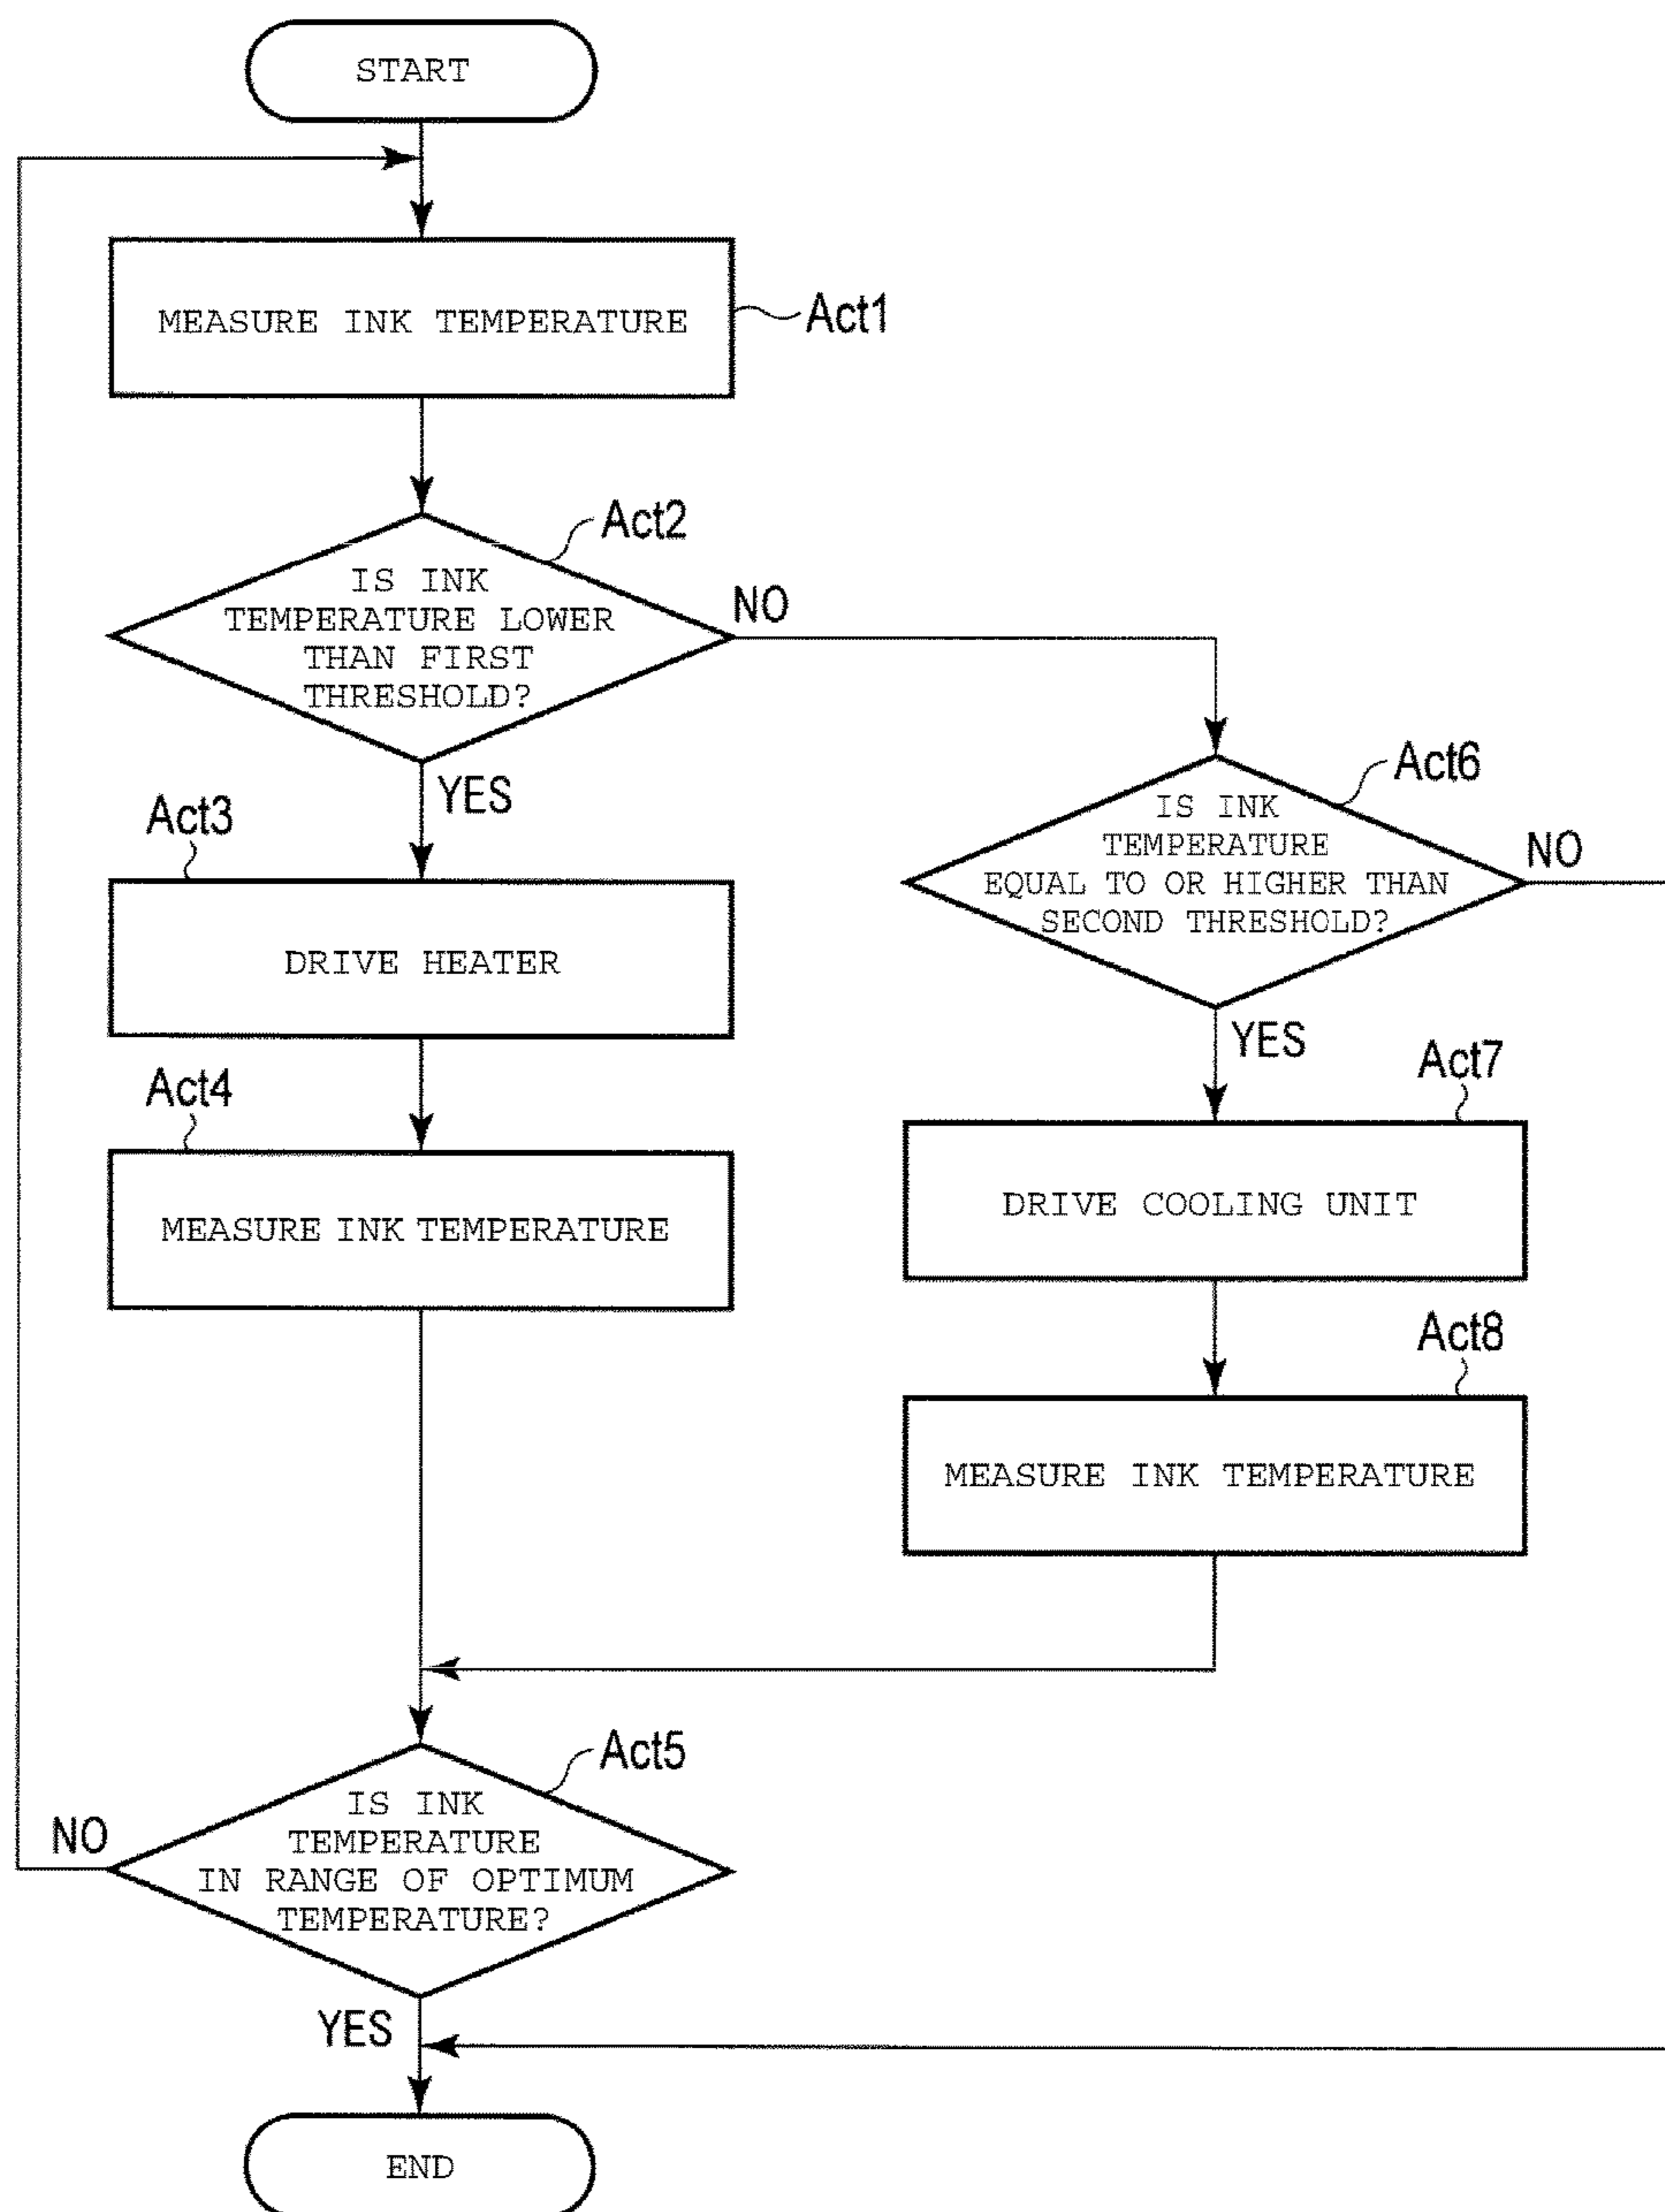 START
MEASURE INK TEMPERATURE
Act1
Act2
IS INK
TEMPERATURE LOWER
THAN FIRST
THRESHOLD?
NO
YES
Act3
DRIVE HEATER
Act4
MEASURE INK TEMPERATURE
Act6
IS INK
TEMPERATURE
EQUAL TO OR HIGHER THAN
SECOND THRESHOLD?
NO
YES
Act7
DRIVE COOLING UNIT
Act8
MEASURE INK TEMPERATURE
Act5
IS INK
TEMPERATURE
IN RANGE OF OPTIMUM
TEMPERATURE?
NO
YES
END